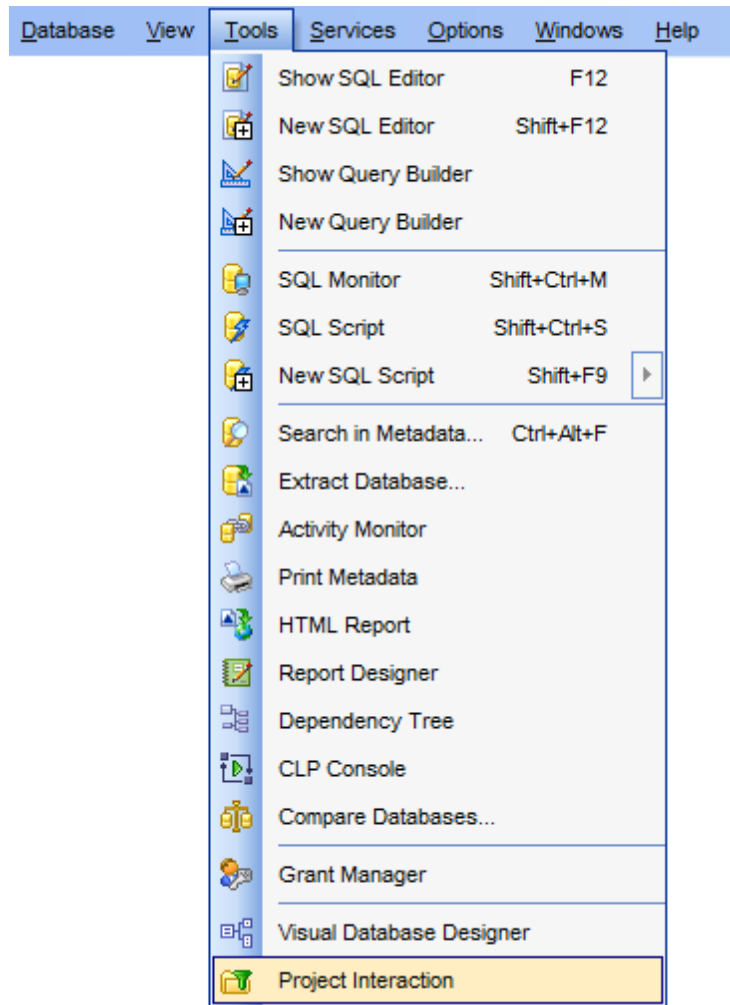 Database View Tools Services Options Windows Help
Show SQL Editor F12
New SQL Editor Shift+F12
Show Query Builder
New Query Builder
SQL Monitor Shift+Ctrl+M
SQL Script Shift+Ctrl+S
New SQL Script Shift+F9
Search in Metadata... Ctrl+Alt+F
Extract Database...
Activity Monitor
Print Metadata
HTML Report
Report Designer
Dependency Tree
CLP Console
Compare Databases...
Grant Manager
Visual Database Designer
Project Interaction